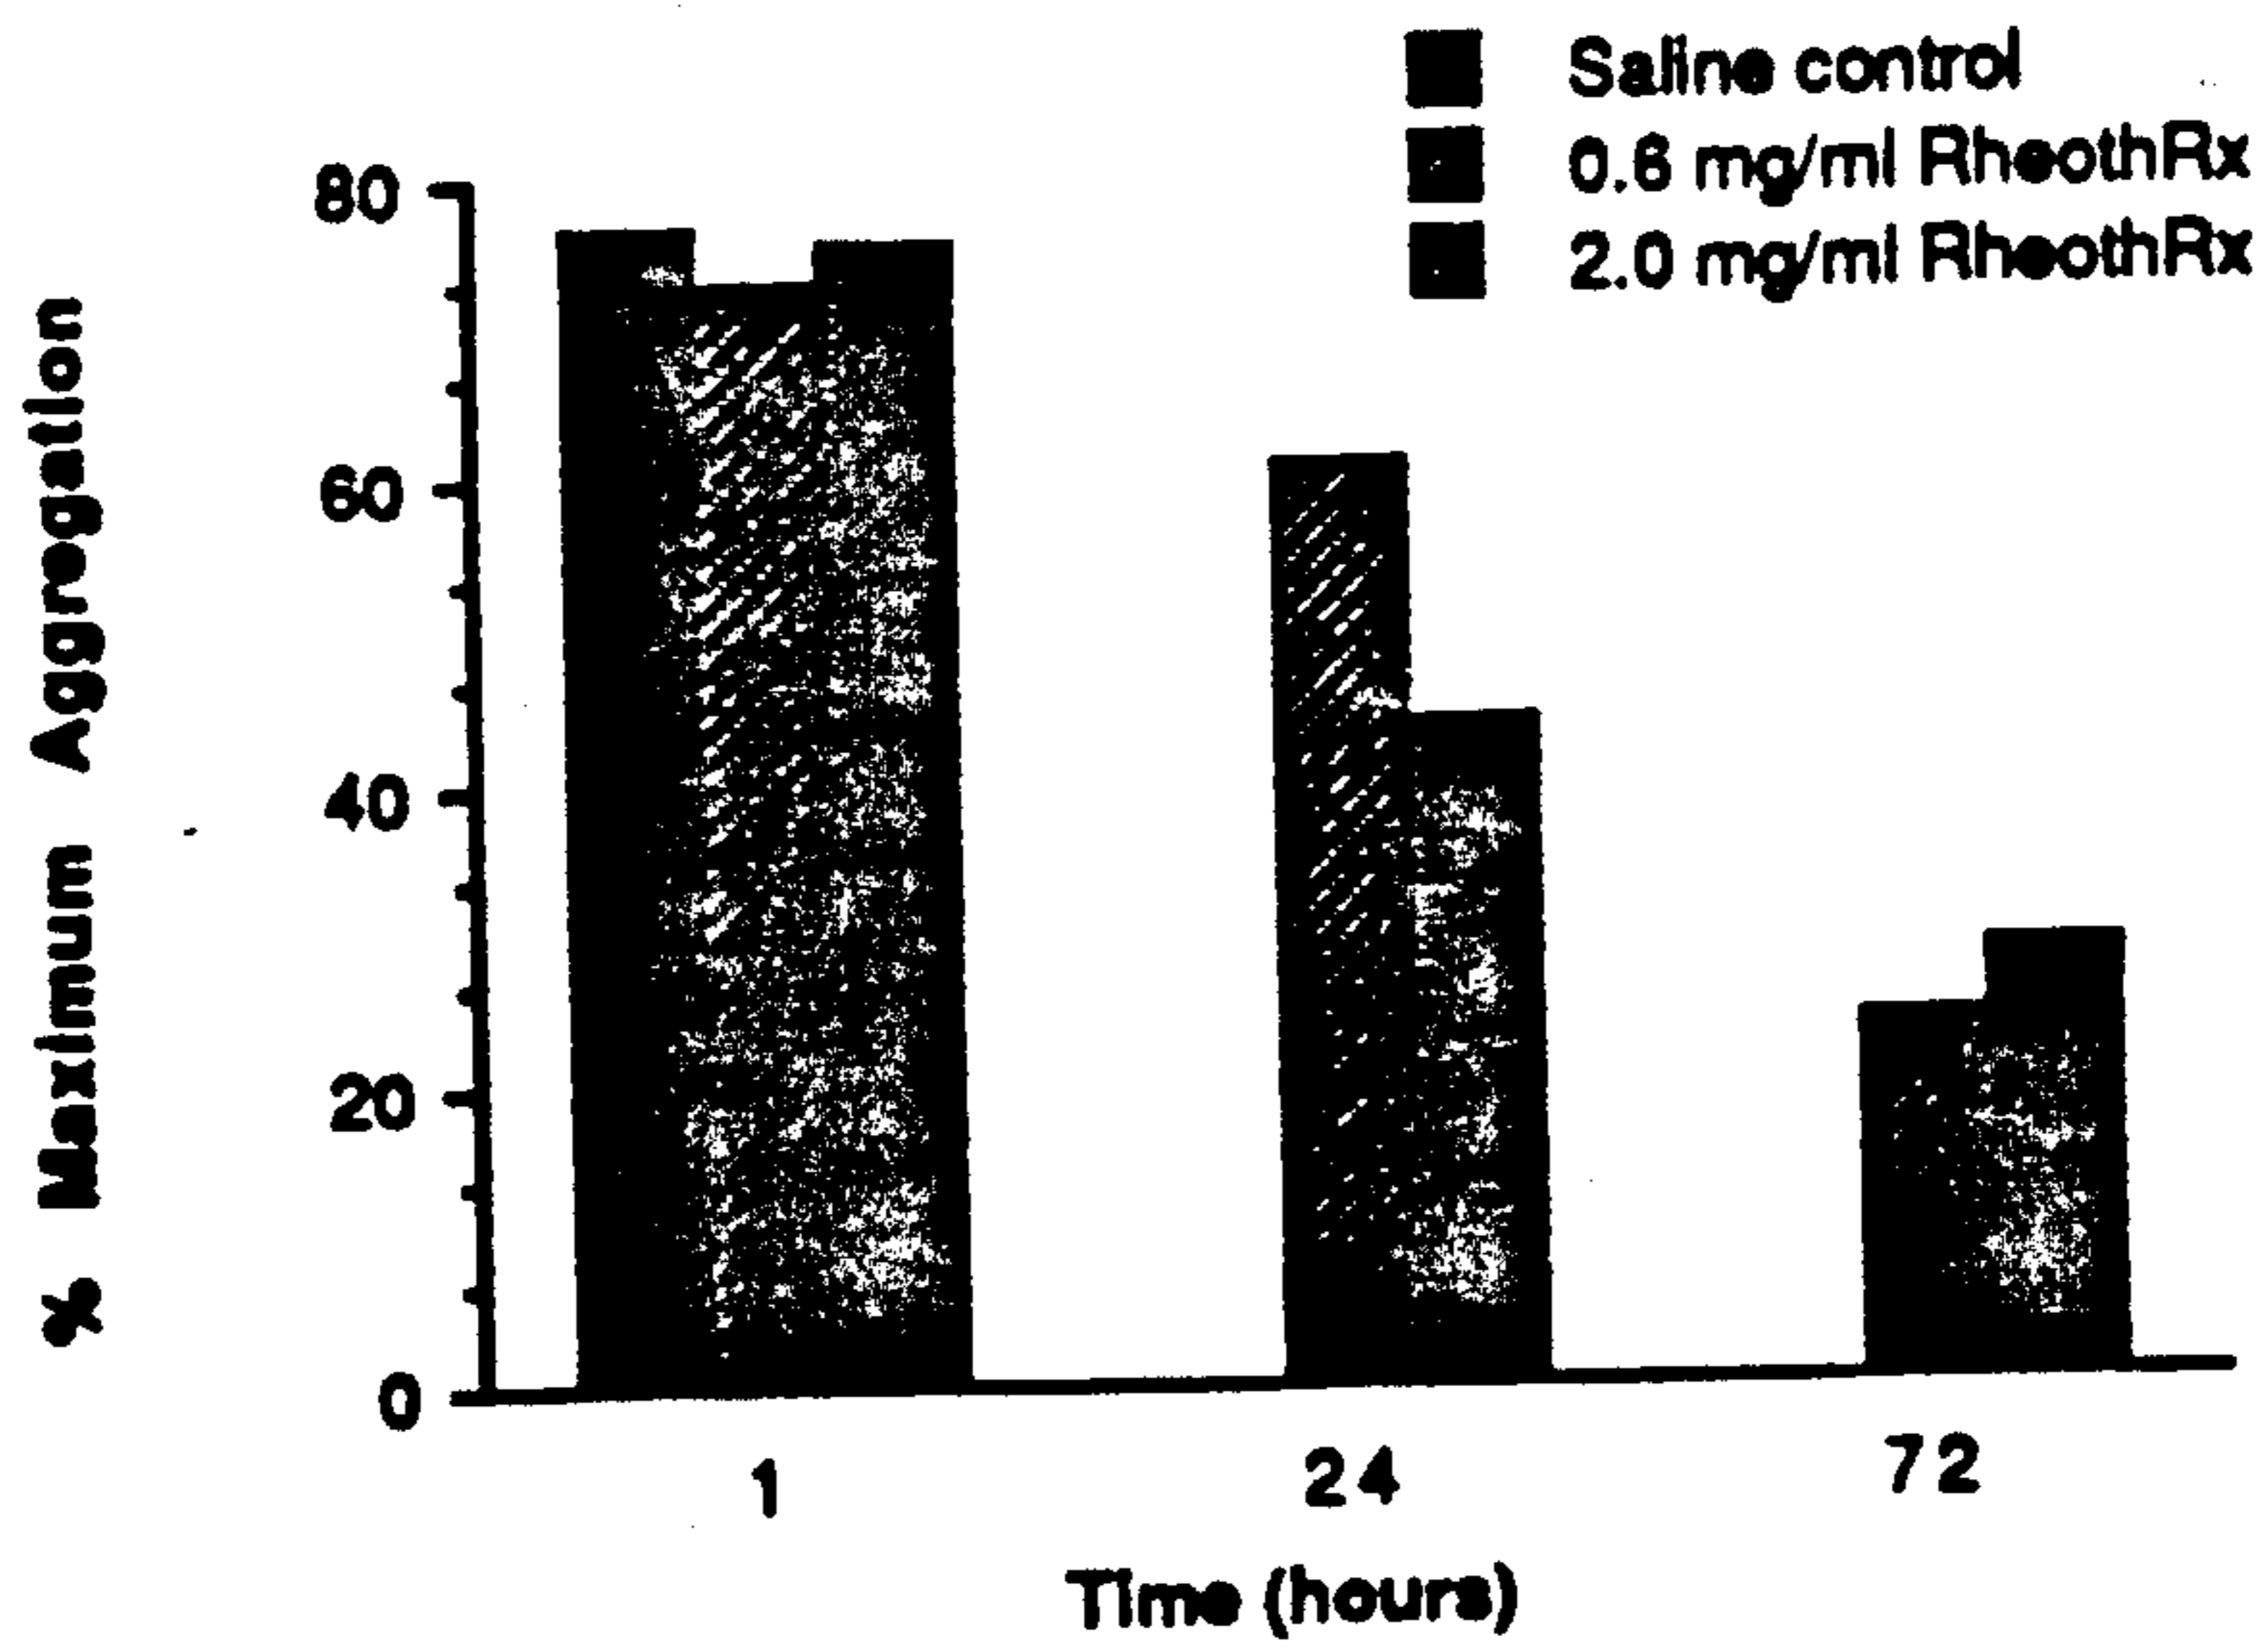 Saline control
0.6 mg/ml RheothRx
2.0 mg/ml RheothRx
% Maximum Aggregation
80
60
40
20
0
1 24 72
Time (hours)